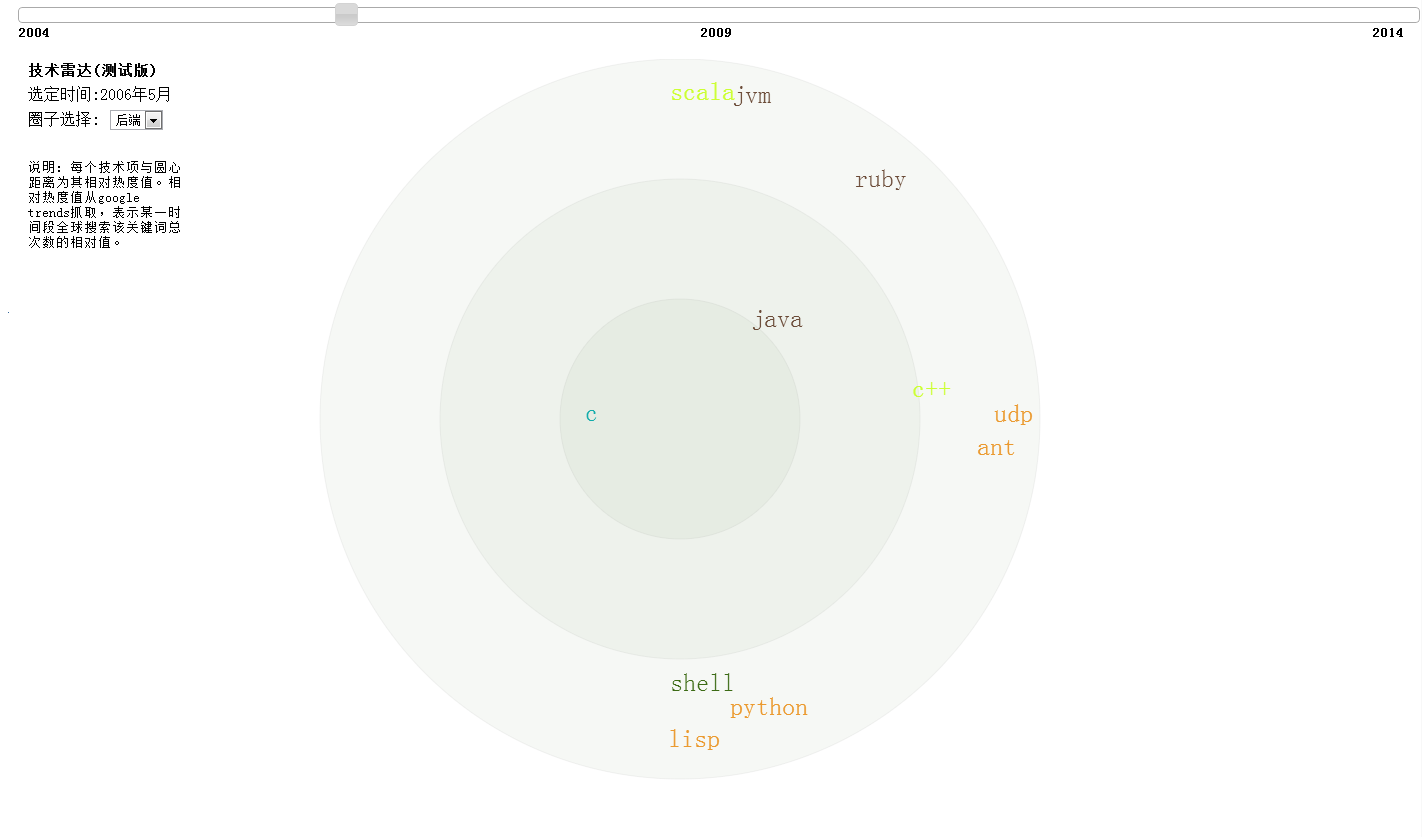 2004
2009
2014
技术雷达(测试版)
选定时间:2006年5月
圈子选择: 后端
说明: 每个技术项与圆心
距离为其相对热度值。相
对热度值从google
trends抓取, 表示某一时
间段全球搜索该关键词总
次数的相对值。
scala
jvm
ruby
java
c++
c
udp
ant
shell
python
lisp